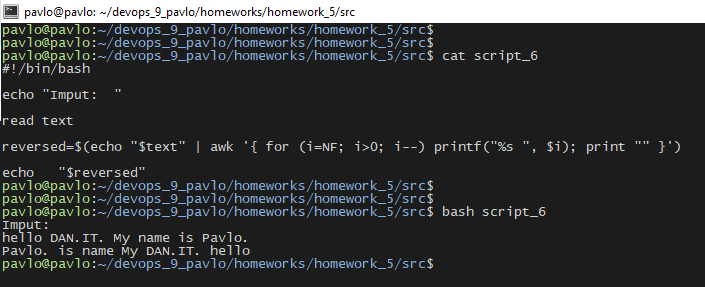 pavlo@pavlo: ~/devops_9_pavlo/homeworks/homework_5/src
pavlo@pavlo:~/devops_9_pavlo/homeworks/homework_5/src$
pavlo@pavlo:~/devops_9_pavlo/homeworks/homework_5/src$
pavlo@pavlo:~/devops_9_pavlo/homeworks/homework_5/src$ cat script_6
#!/bin/bash
echo "Imput:  "
read text
reversed=$(echo "$text" | awk '{ for (i=NF; i>0; i--) printf("%s ", $i); print "" }')
echo   "$reversed"
pavlo@pavlo:~/devops_9_pavlo/homeworks/homework_5/src$
pavlo@pavlo:~/devops_9_pavlo/homeworks/homework_5/src$
pavlo@pavlo:~/devops_9_pavlo/homeworks/homework_5/src$ bash script_6
Imput:
hello DAN.IT. My name is Pavlo.
Pavlo. is name My DAN.IT. hello
pavlo@pavlo:~/devops_9_pavlo/homeworks/homework_5/src$